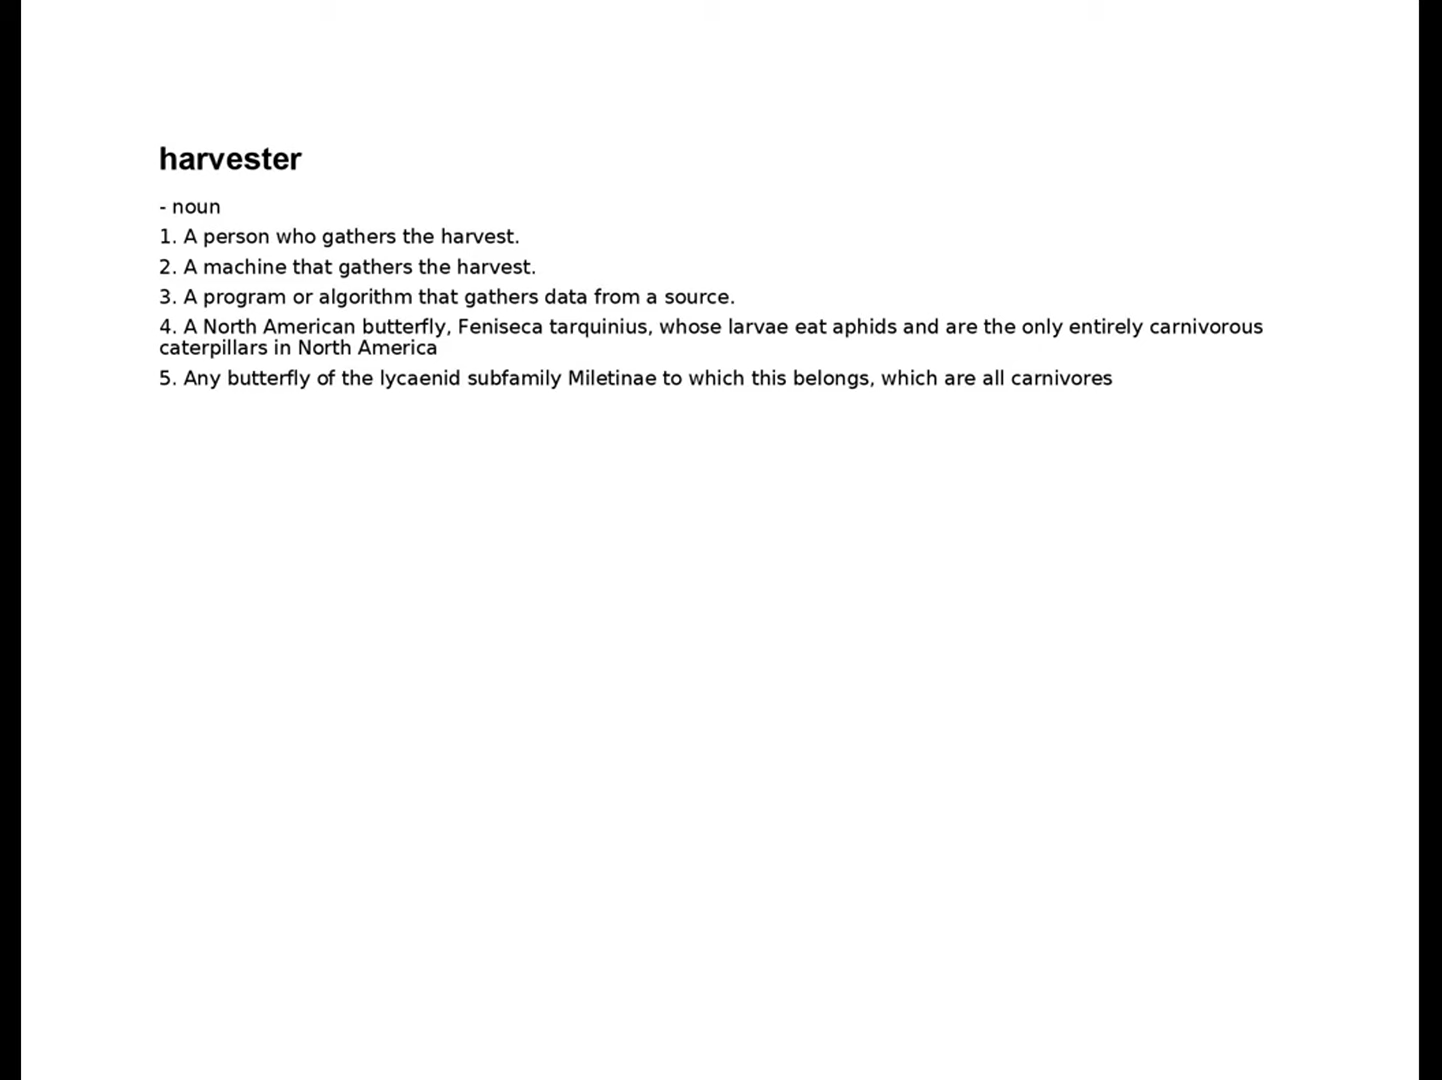 harvester
- noun
1. A person who gathers the harvest.
2. A machine that gathers the harvest.
3. A program or algorithm that gathers data from a source.
4. A North American butterfly, Feniseca tarquinius, whose larvae eat aphids and are the only entirely carnivorous
caterpillars in North America
5. Any butterfly of the lycaenid subfamily Miletinae to which this belongs, which are all carnivores